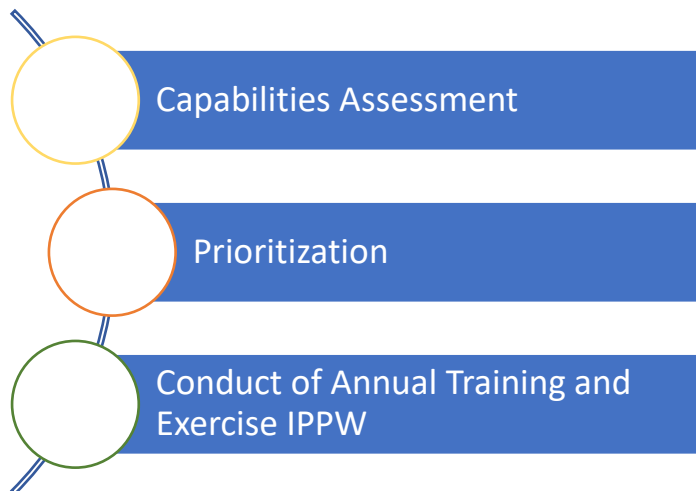 Capabilities Assessment
Prioritization
Conduct of Annual Training and
Exercise IPPW